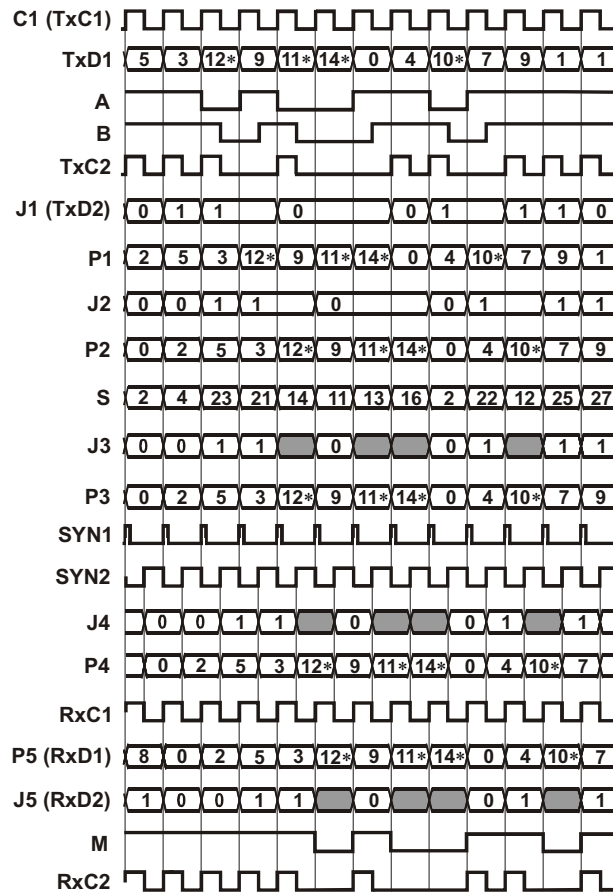 C1 (TxC1)
TxD1 5 3 12* 9 11* 14* 0 4 10* 7 9 1 1
A
B
TxC2
J1 (TxD2) 0 1 1 0 0 1 1 1 0
P1 2 5 3 12* 9 11* 14* 0 4 10* 7 9 1
J2 0 0 1 1 0 0 1 1 1
P2 0 2 5 3 12* 9 11* 14* 0 4 10* 7 9
S 2 4 23 21 14 11 13 16 2 22 12 25 27
J3 0 0 1 1 0 0 1 1 1
P3 0 2 5 3 12* 9 11* 14* 0 4 10* 7 9
SYN1
SYN2
J4 0 0 1 1 0 0 1 1
P4 0 2 5 3 12* 9 11* 14* 0 4 10* 7
RxC1
P5 (RxD1) 8 0 2 5 3 12* 9 11* 14* 0 4 10* 7
J5 (RxD2) 1 0 0 1 1 0 0 1 1
M
RxC2